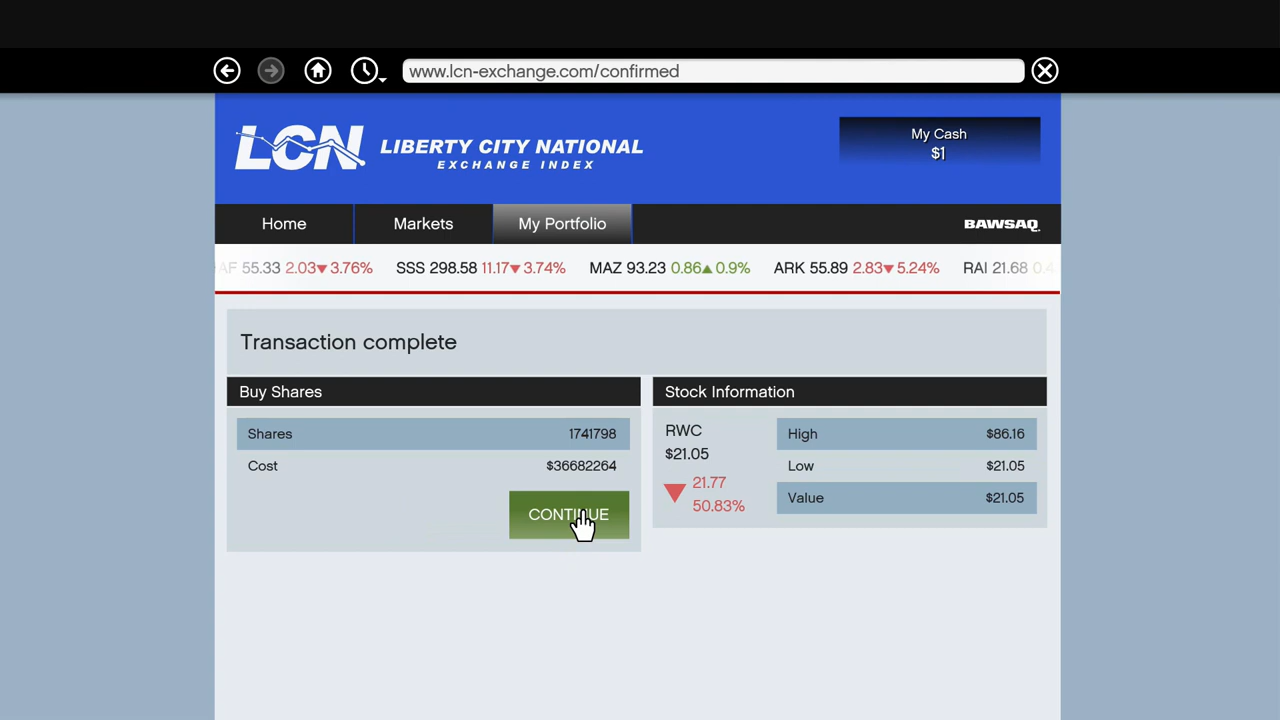 www.lcn-exchange.com/confirmed
LCN LIBERTY CITY NATIONAL
EXCHANGE INDEX
My Cash
$1
Home Markets My Portfolio BAWSAQ
AF 55.33 2.03▼3.76% SSS 298.58 11.17▼3.74% MAZ 93.23 0.86▲0.9% ARK 55.89 2.83▼5.24% RAI 21.68 0.4
Transaction complete
Buy Shares
Shares 1741798
Cost $36682264
CONTINUE
Stock Information
RWC
$21.05
21.77
50.83%
High $86.16
Low $21.05
Value $21.05